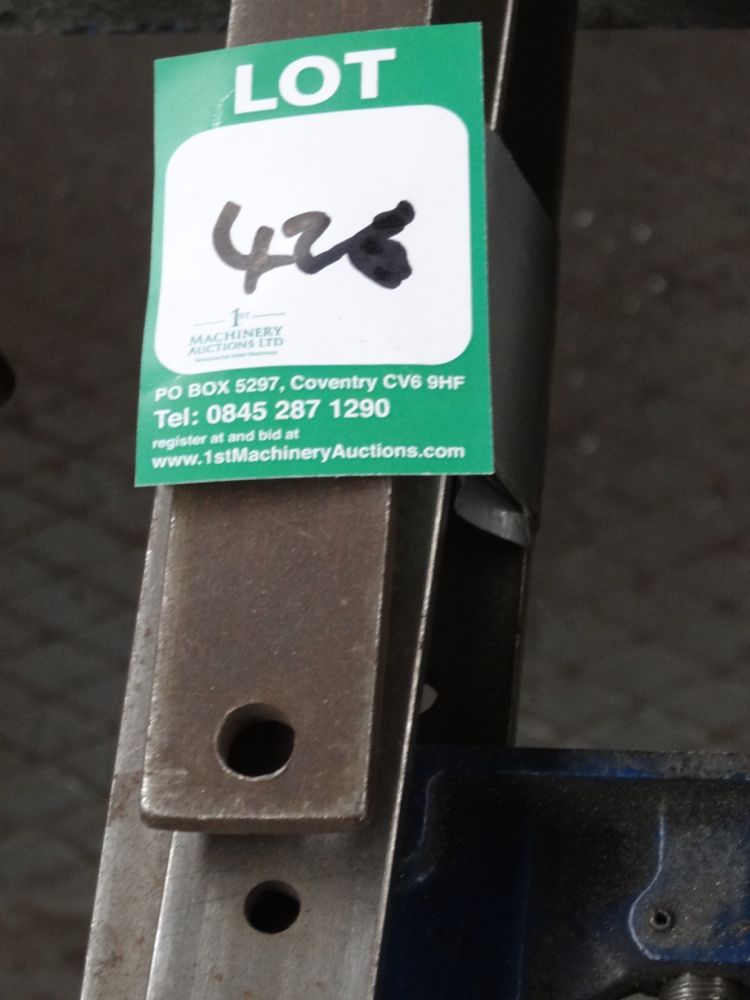 LOT
426
1ST
MACHINERY
AUCTIONS LTD
PO BOX 5297, Coventry CV6 9HF
Tel: 0845 287 1290
register at and bid at
www.1stMachineryAuctions.com